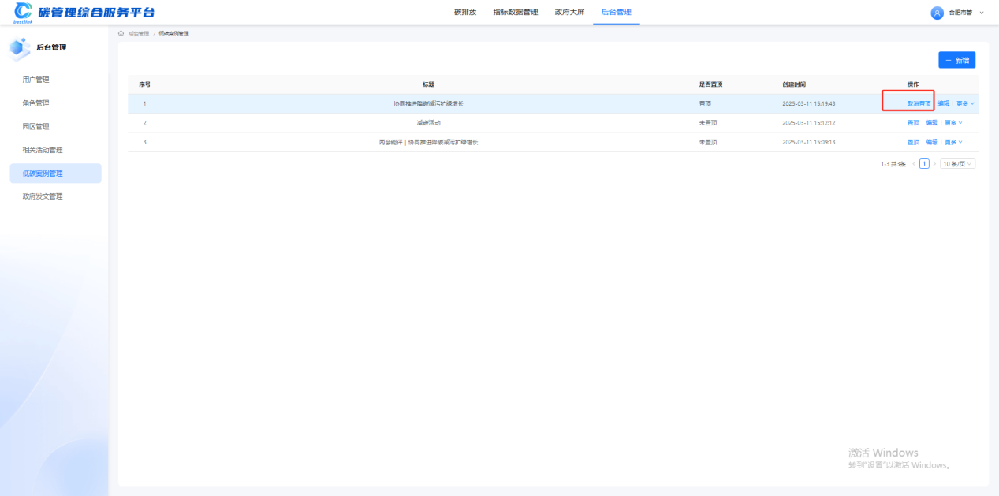 碳管理综合服务平台
bestlink
碳排放 指标数据管理 政府大屏 后台管理
合肥市管
后台管理
用户管理
角色管理
园区管理
相关活动管理
低碳案例管理
政府发文管理
后台管理 / 低碳案例管理
+ 新增
序号 标题 是否置顶 创建时间 操作
1 协同推进降碳减污扩绿增长 置顶 2025-03-11 15:19:43 取消置顶 编辑 更多
2 减碳活动 未置顶 2025-03-11 15:12:12 置顶 编辑 更多
3 两会能评 | 协同推进降碳减污扩绿增长 未置顶 2025-03-11 15:09:13 置顶 编辑 更多
1-3 共3条 < 1 > 10 条/页
激活 Windows
转到"设置"以激活 Windows。